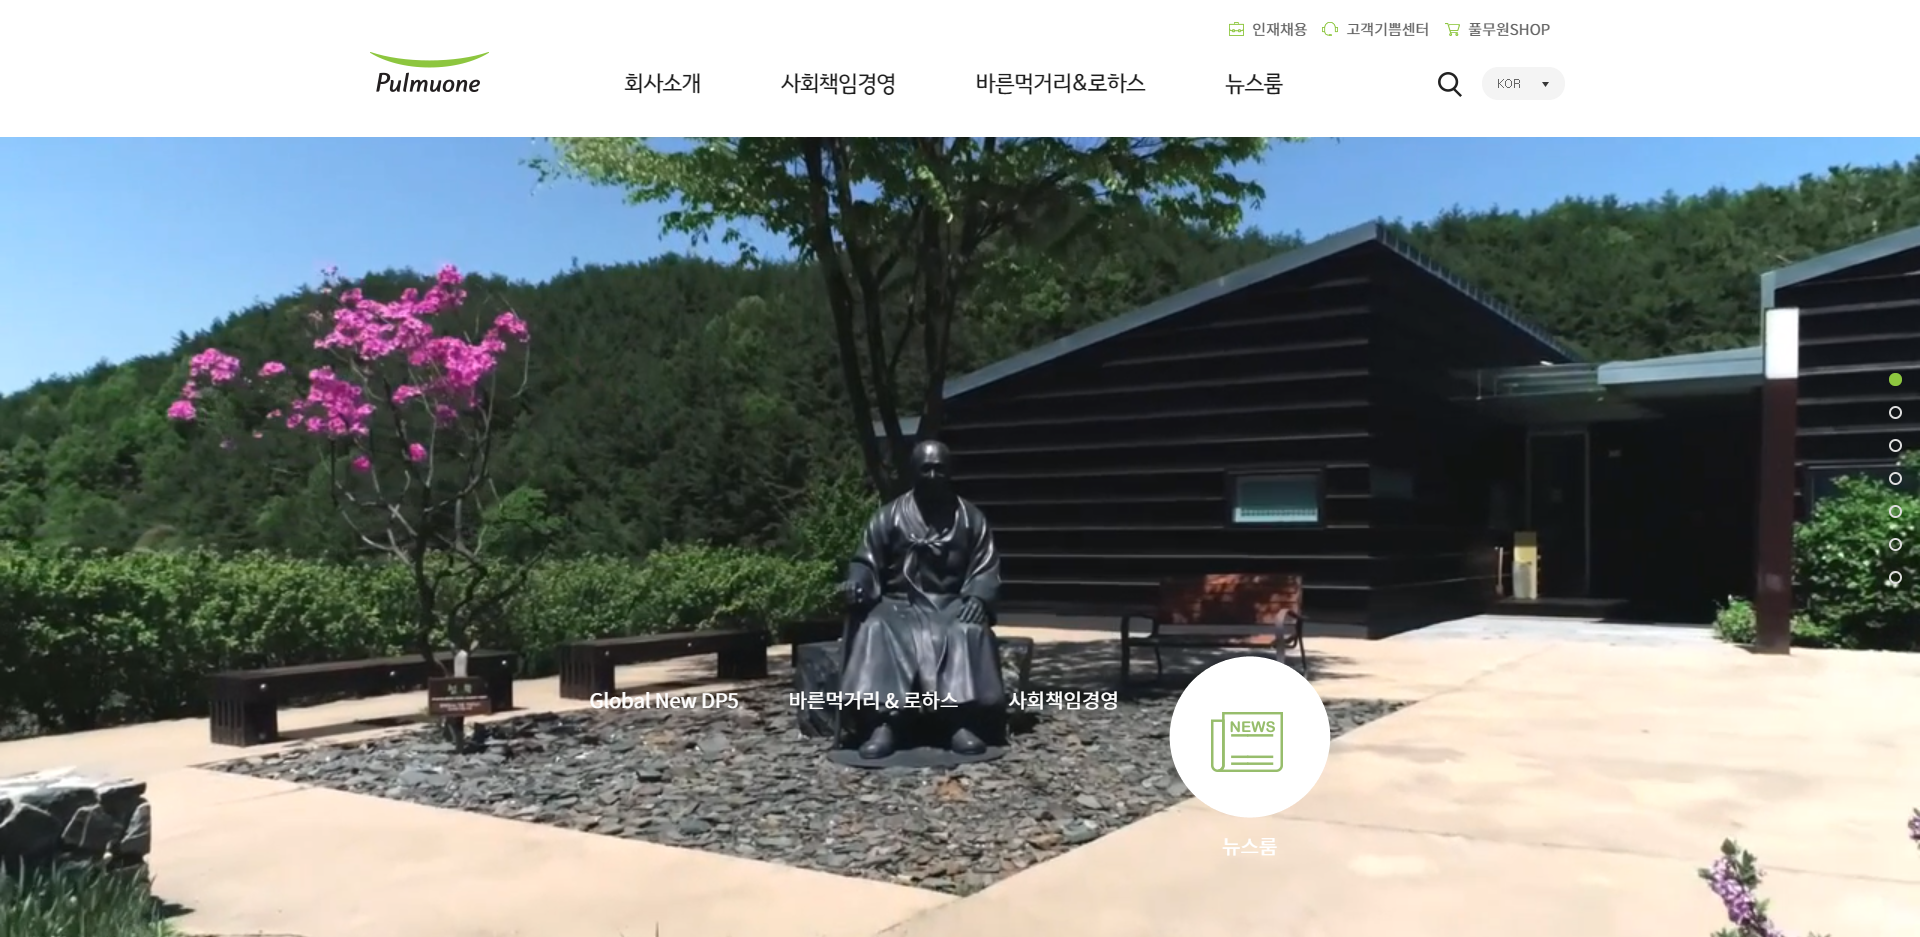 인재채용
고객기쁨센터
풀무원SHOP
Pulmuone
회사소개
사회책임경영
바른먹거리&로하스
뉴스룸
KOR
Global New DP5
바른먹거리 & 로하스
사회책임경영
NEWS
뉴스룸